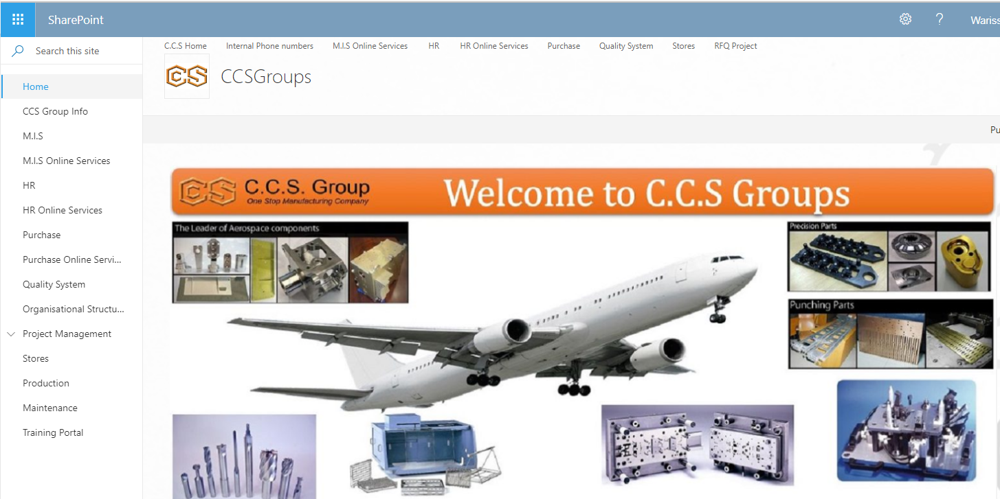 SharePoint
?
Wariss
Search this site
C.C.S Home Internal Phone numbers M.I.S Online Services HR HR Online Services Purchase Quality System Stores RFQ Project
CCS CCSGroups
Home
CCS Group Info
M.I.S
M.I.S Online Services
HR
HR Online Services
Purchase
Purchase Online Servi...
Quality System
Organisational Structu...
Project Management
Stores
Production
Maintenance
Training Portal
Pu
CCS C.C.S. Group
One Stop Manufacturing Company
Welcome to C.C.S Groups
The Leader of Aerospace components
Precision Parts
Punching Parts